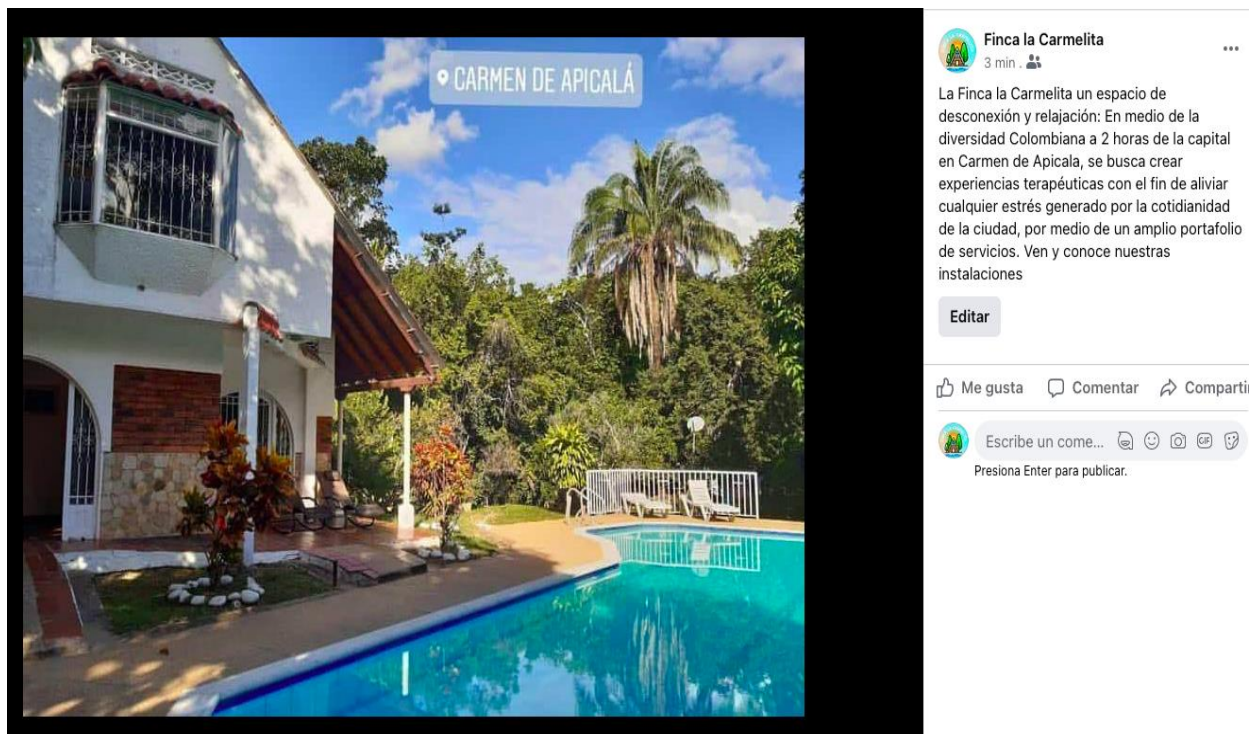 CARMEN DE APICALÁ
Finca la Carmelita
3 min .
La Finca la Carmelita un espacio de
desconexión y relajación: En medio de la
diversidad Colombiana a 2 horas de la capital
en Carmen de Apicala, se busca crear
experiencias terapéuticas con el fin de aliviar
cualquier estrés generado por la cotidianidad
de la ciudad, por medio de un amplio portafolio
de servicios. Ven y conoce nuestras
instalaciones
Editar
Me gusta Comentar Compartir
Escribe un come... GIF
Presiona Enter para publicar.